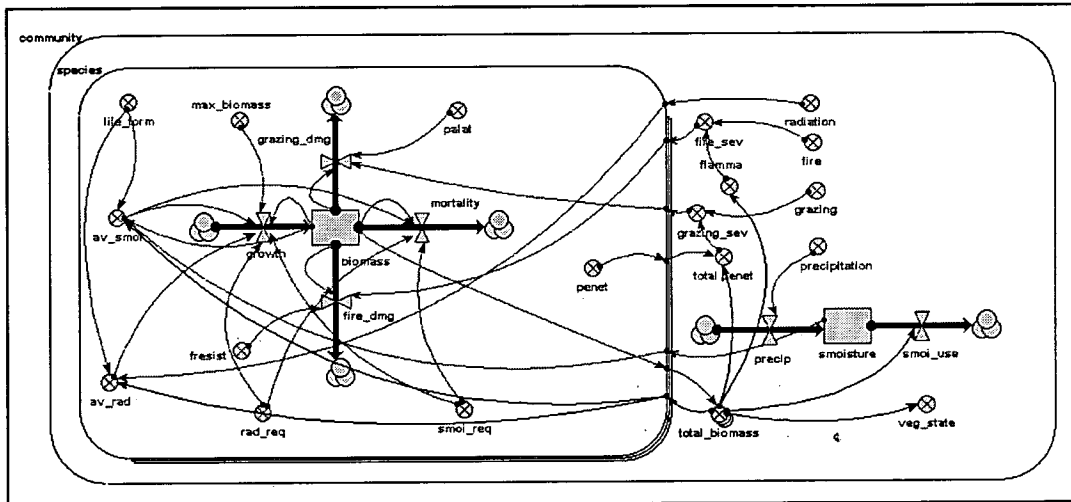 community
species
life_form
max_biomass
palat
radiation
grazing_dmg
fire_sev
fire
flamma
mortality
grazing
av_smoi
grazing_sev
growth
biomass
total_penet
precipitation
penet
fire_dmg
fresist
precip
smoisture
smoi_use
av_rad
rad_req
smoi_req
total_biomass
veg_state